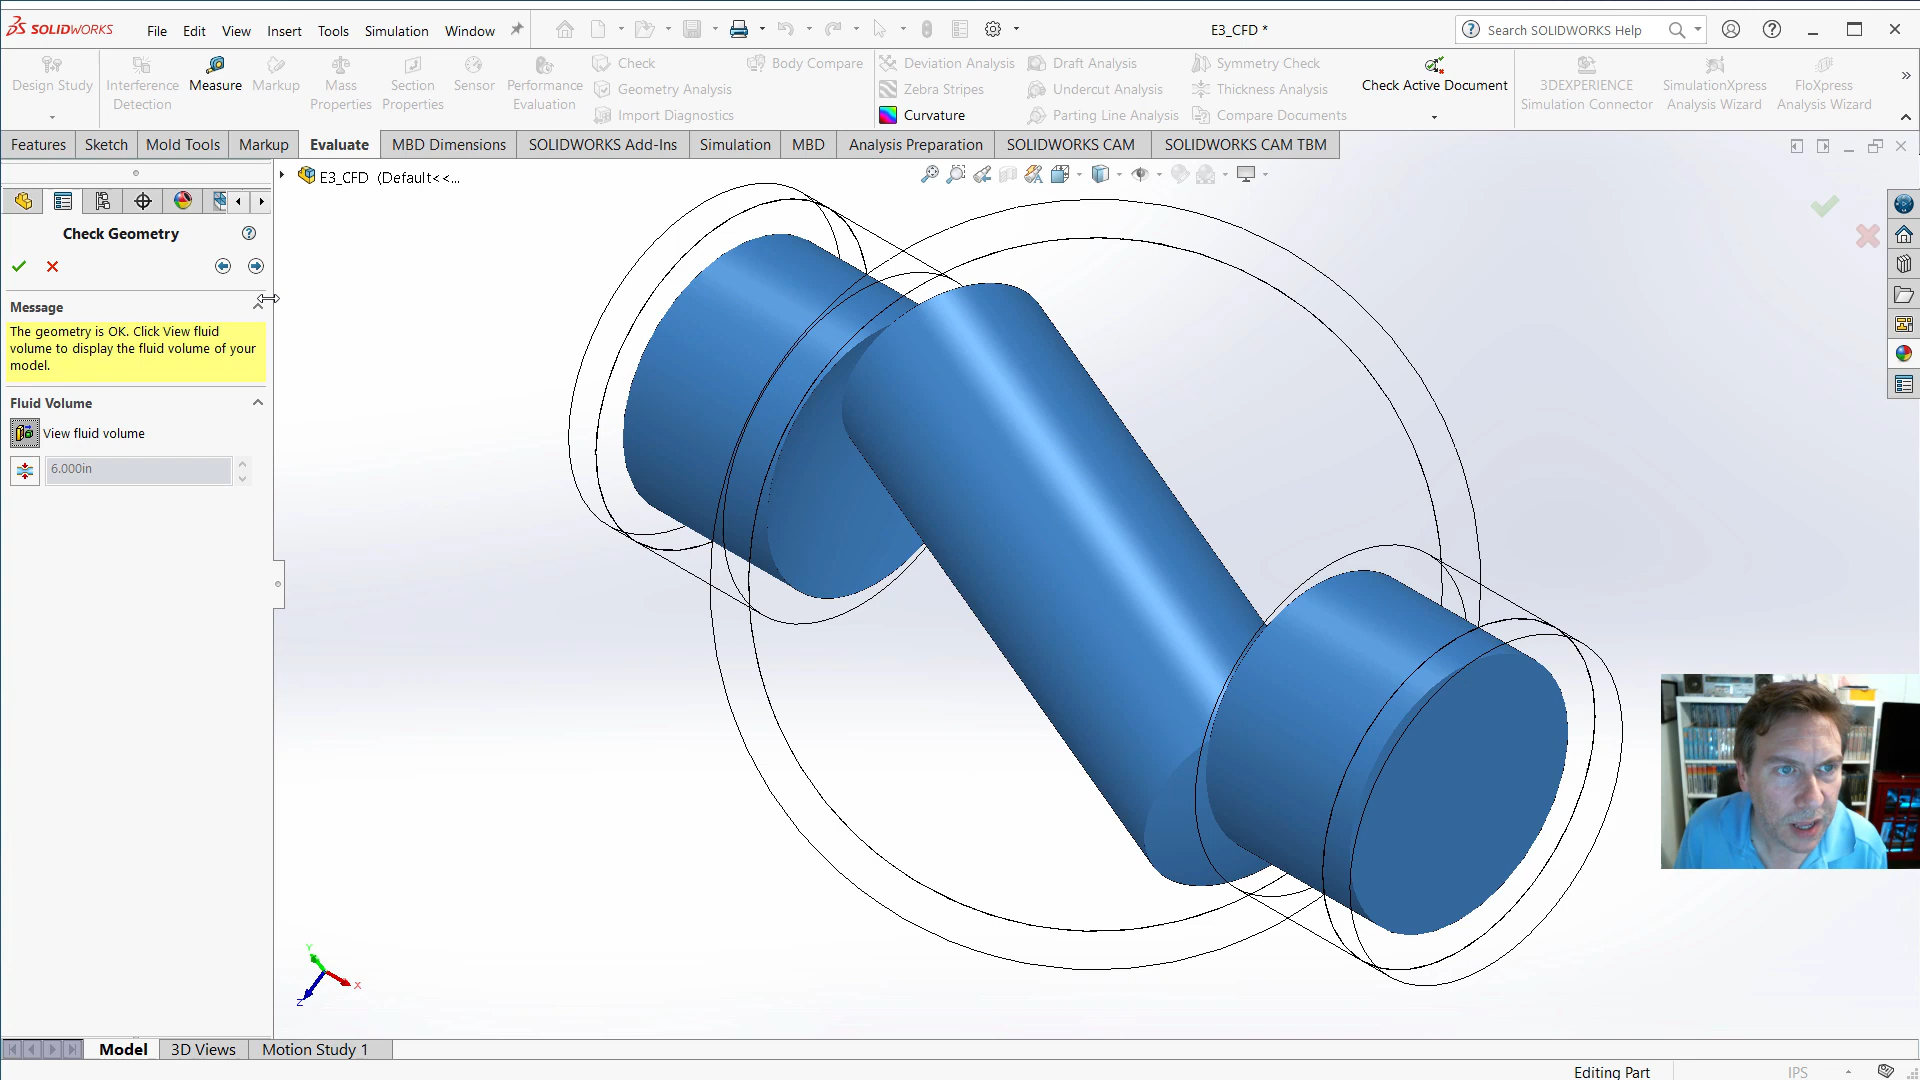 SOLIDWORKS File Edit View Insert Tools Simulation Window E3_CFD * Search SOLIDWORKS Help
Design Study
Interference Detection
Measure
Markup
Mass Properties
Section Properties
Sensor
Performance Evaluation
Check
Geometry Analysis
Import Diagnostics
Body Compare
Deviation Analysis
Zebra Stripes
Curvature
Draft Analysis
Undercut Analysis
Parting Line Analysis
Symmetry Check
Thickness Analysis
Compare Documents
Check Active Document
3DEXPERIENCE Simulation Connector
SimulationXpress Analysis Wizard
FloXpress Analysis Wizard
Features Sketch Mold Tools Markup Evaluate MBD Dimensions SOLIDWORKS Add-Ins Simulation MBD Analysis Preparation SOLIDWORKS CAM SOLIDWORKS CAM TBM
E3_CFD (Default<<...
Check Geometry
Message
The geometry is OK. Click View fluid
volume to display the fluid volume of your
model.
Fluid Volume
View fluid volume
6.000in
Y
X
Z
Model 3D Views Motion Study 1
Editing Part IPS